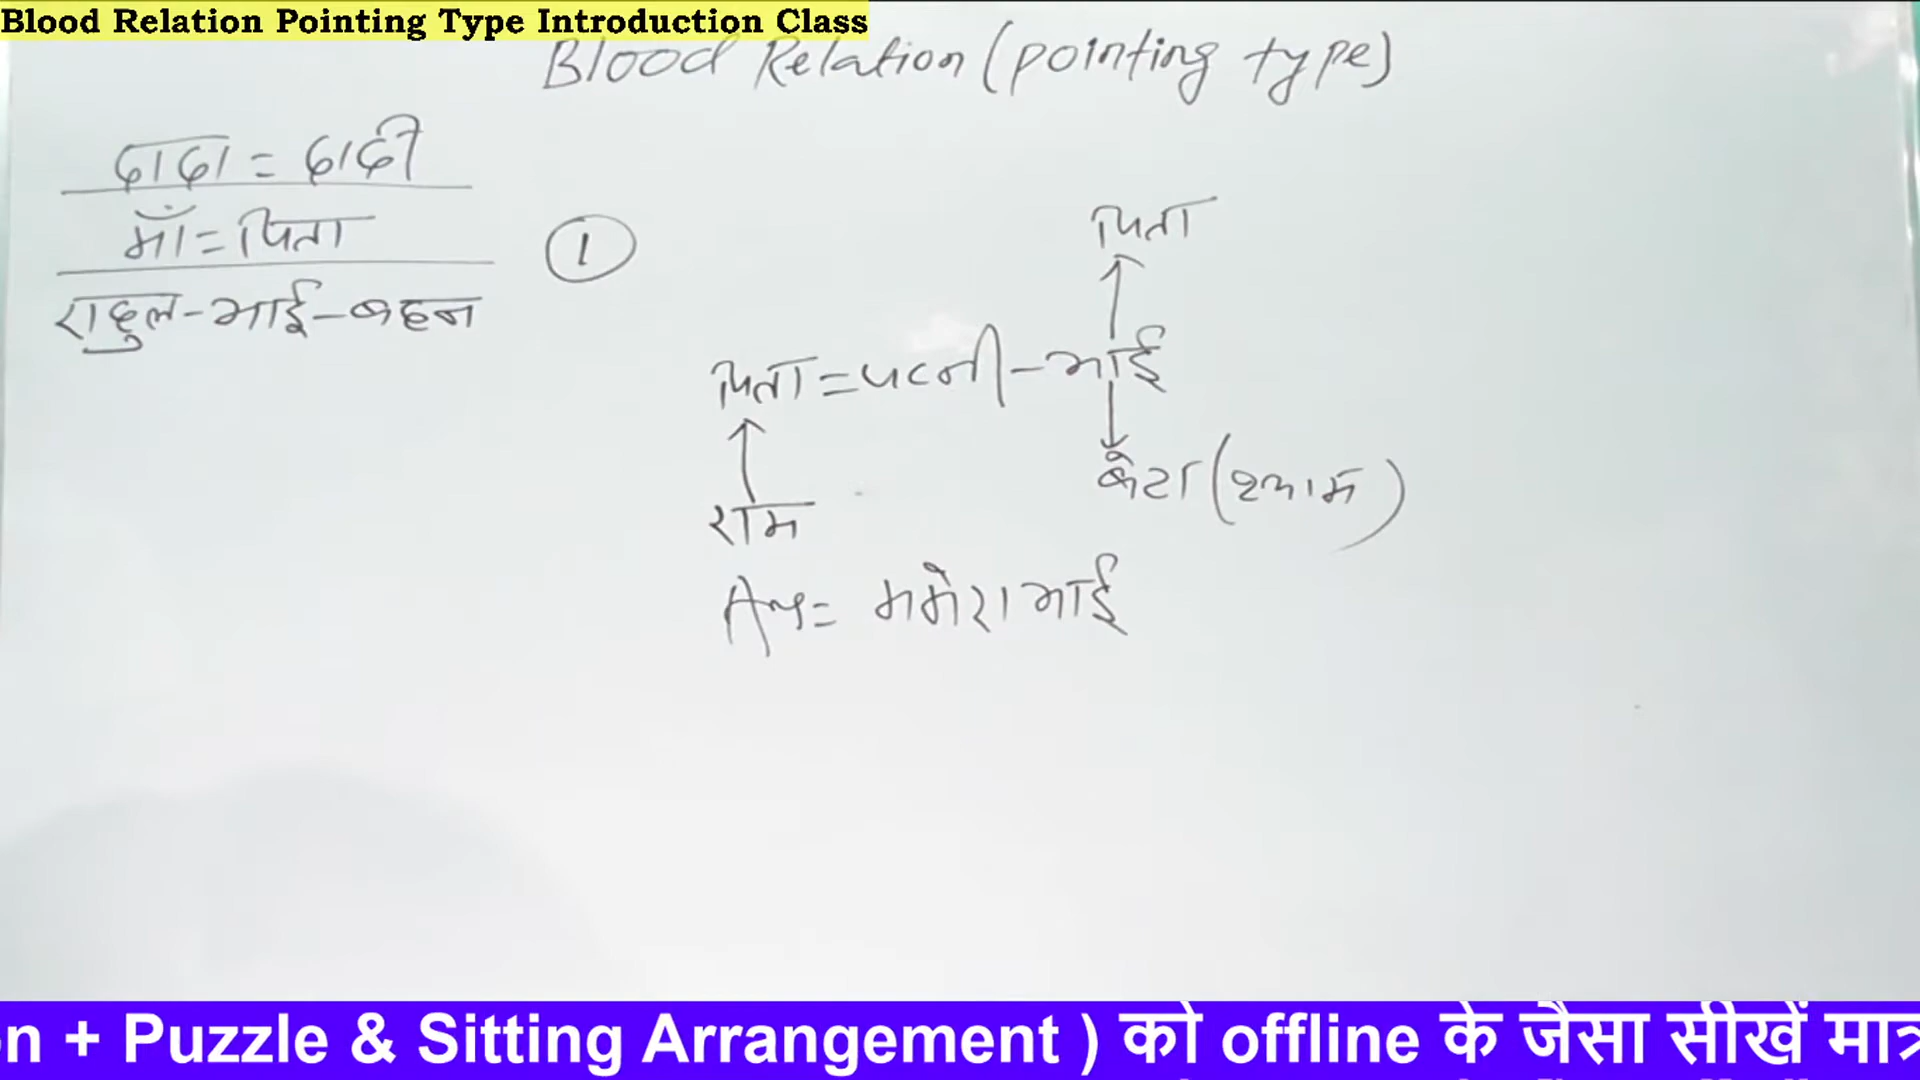 Blood Relation Pointing Type Introduction Class
Blood Relation (pointing type)
दादा = दादी
माँ = पिता
राहुल - भाई - बहन
1
पिता
पिता = पत्नी - भाई
बेटा (श्याम)
राम
Ans = ममेरा भाई
n + Puzzle & Sitting Arrangement ) को offline के जैसा सीखें मात्र